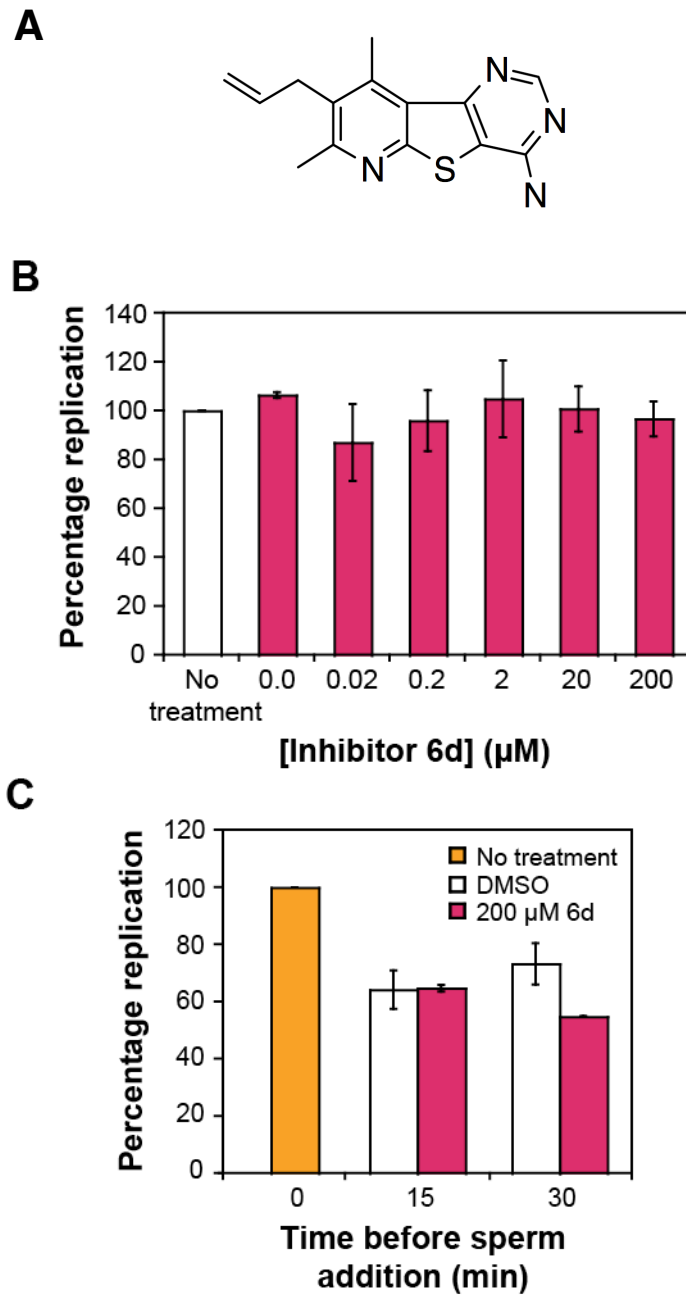 A
N
N
N
S
N
B
Percentage replication
140
120
100
80
60
40
20
0
No treatment
0.0
0.02
0.2
2
20
200
[Inhibitor 6d] (µM)
C
Percentage replication
120
100
80
60
40
20
0
No treatment
DMSO
200 µM 6d
0
15
30
Time before sperm
addition (min)